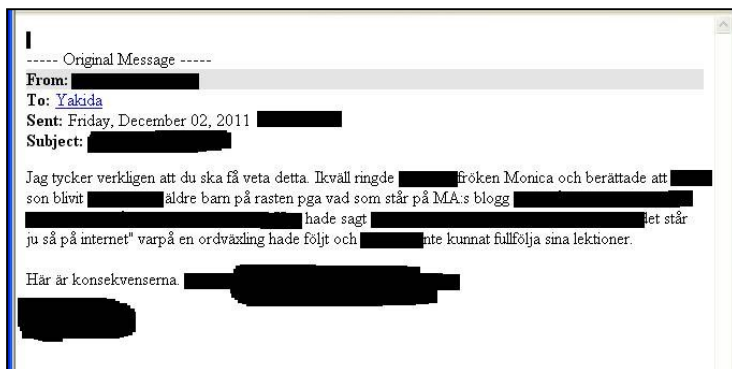 ----- Original Message -----
From:
To: Yakida
Sent: Friday, December 02, 2011
Subject:
Jag tycker verkligen att du ska få veta detta. Ikväll ringde fröken Monica och berättade att
son blivit äldre barn på rasten pga vad som står på MA:s blogg
hade sagt det står
ju så på internet" varpå en ordväxling hade följt och nte kunnat fullfölja sina lektioner.
Här är konsekvenserna.